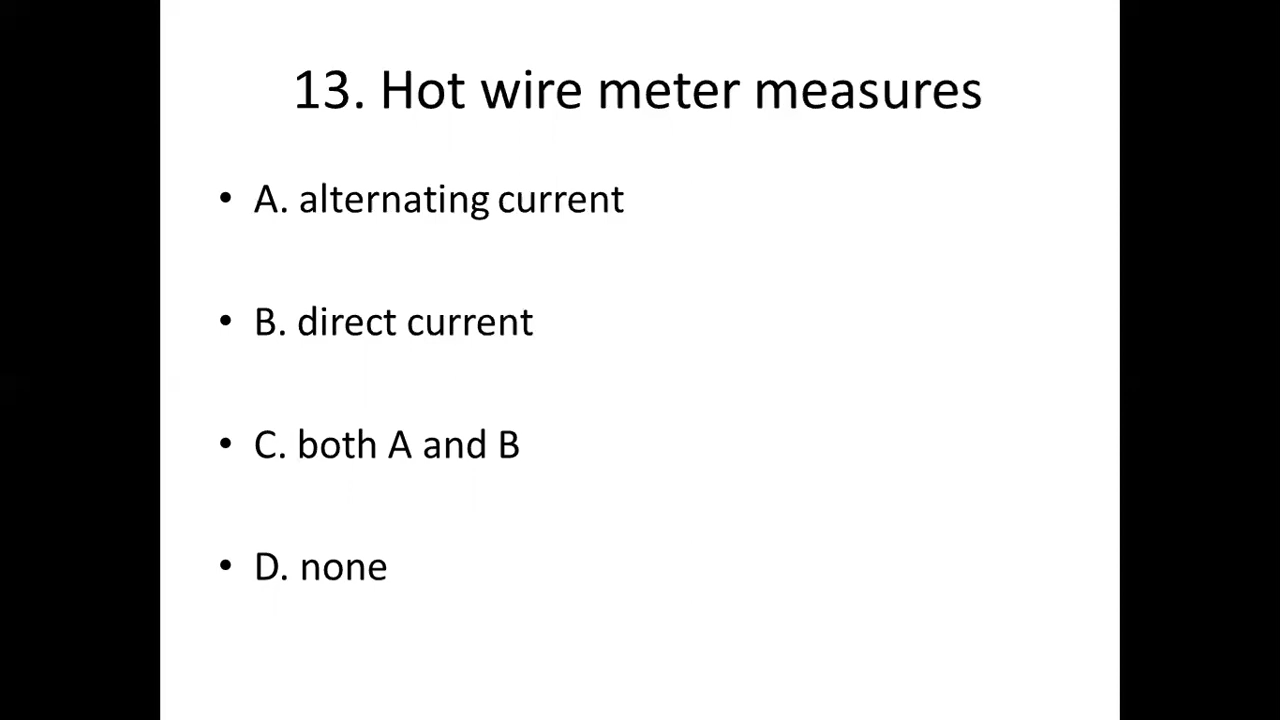 13. Hot wire meter measures
• A. alternating current
• B. direct current
• C. both A and B
• D. none